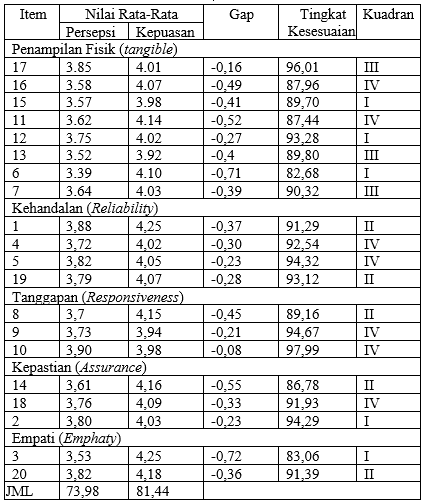 Item Nilai Rata-Rata Gap Tingkat Kesesuaian Kuadran
Persepsi Kepuasan
Penampilan Fisik (tangible)
17 3.85 4.01 -0,16 96,01 III
16 3.58 4.07 -0,49 87,96 IV
15 3.57 3.98 -0,41 89,70 I
11 3.62 4.14 -0,52 87,44 IV
12 3.75 4.02 -0,27 93,28 I
13 3.52 3.92 -0,4 89,80 III
6 3.39 4.10 -0,71 82,68 I
7 3.64 4.03 -0,39 90,32 III
Kehandalan (Reliability)
1 3,88 4,25 -0,37 91,29 II
4 3,72 4,02 -0,30 92,54 IV
5 3,82 4,05 -0,23 94,32 IV
19 3,79 4,07 -0,28 93,12 II
Tanggapan (Responsiveness)
8 3,7 4,15 -0,45 89,16 II
9 3,73 3,94 -0,21 94,67 IV
10 3,90 3,98 -0,08 97,99 IV
Kepastian (Assurance)
14 3,61 4,16 -0,55 86,78 II
18 3,76 4,09 -0,33 91,93 IV
2 3,80 4,03 -0,23 94,29 I
Empati (Emphaty)
3 3,53 4,25 -0,72 83,06 I
20 3,82 4,18 -0,36 91,39 II
JML 73,98 81,44